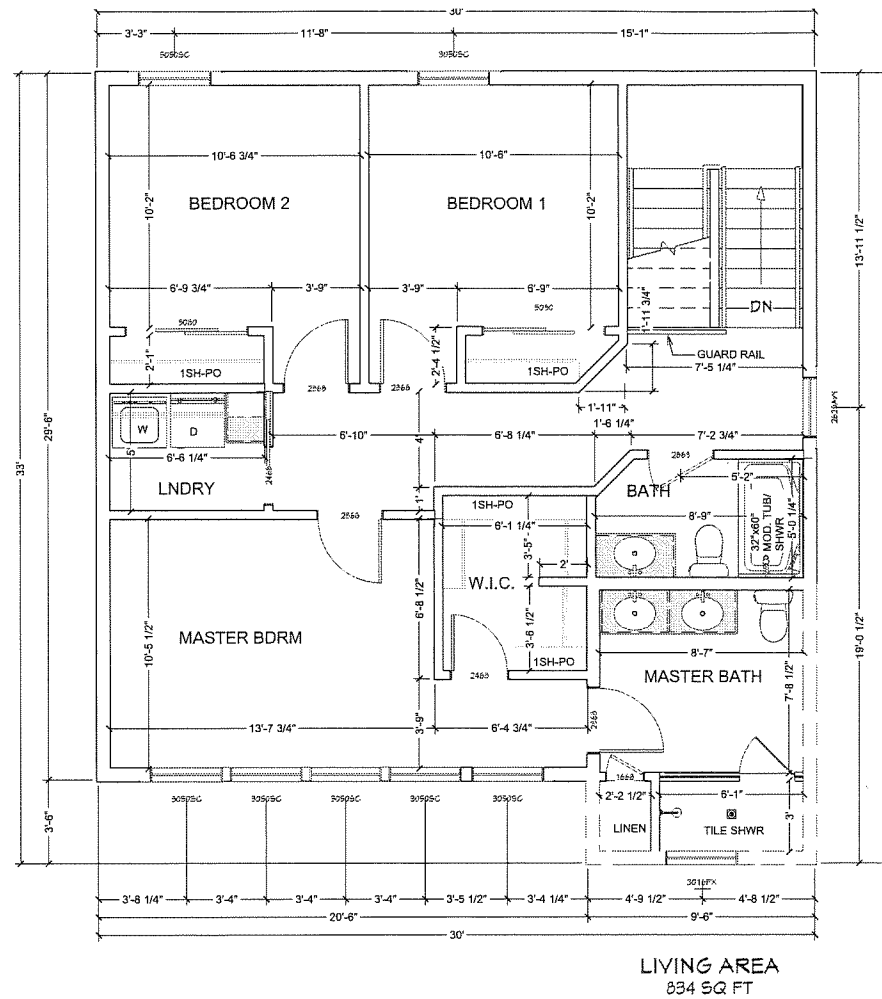 30'
3'-3"
11'-8"
15'-1"
3050SC
3050SC
10'-6 3/4"
10'-6"
BEDROOM 2
BEDROOM 1
10'-2"
10'-2"
33'
29'-6"
13'-11 1/2"
6'-9 3/4"
3'-9"
3'-9"
6'-9"
5050
5050
DN
1'-11 3/4"
2'-1"
2'-4 1/2"
GUARD RAIL
7'-5 1/4"
1SH-PO
1SH-PO
2668
2668
1'-11"
1'-6 1/4"
W
D
6'-10"
4'
6'-8 1/4"
7'-2 3/4"
6'-6 1/4"
5'
2468
2668
5'-2"
LNDRY
1'
BATH
1SH-PO
2668
6'-1 1/4"
8'-9"
32"x60"
MOD. TUB/
SHWR
5'-0 1/4"
3'-5"
2'
W.I.C.
6'-8 1/2"
3'-6 1/2"
10'-5 1/2"
MASTER BDRM
8'-7"
1SH-PO
2468
MASTER BATH
7'-8 1/2"
19'-0 1/2"
13'-7 3/4"
3'-9"
6'-4 3/4"
2668
1668
2'-2 1/2"
6'-1"
3'-6"
3'
3050SC
3050SC
3050SC
3050SC
3050SC
LINEN
TILE SHWR
3016FX
3'-8 1/4"
3'-4"
3'-4"
3'-4"
3'-5 1/2"
3'-4 1/4"
4'-9 1/2"
4'-8 1/2"
20'-6"
9'-6"
30'
LIVING AREA
834 SQ FT